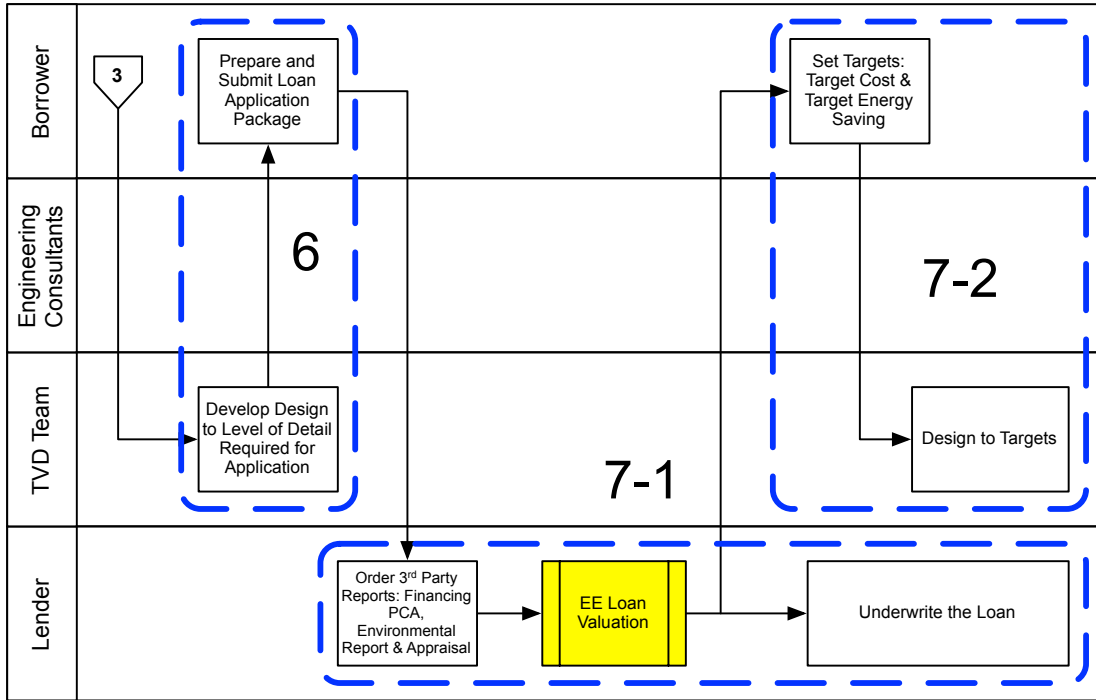 Borrower
3
Prepare and
Submit Loan
Application
Package
Set Targets:
Target Cost &
Target Energy
Saving
Engineering
Consultants
6
7-2
TVD Team
Develop Design
to Level of Detail
Required for
Application
Design to Targets
7-1
Lender
Order 3rd Party
Reports: Financing
PCA,
Environmental
Report & Appraisal
EE Loan
Valuation
Underwrite the Loan